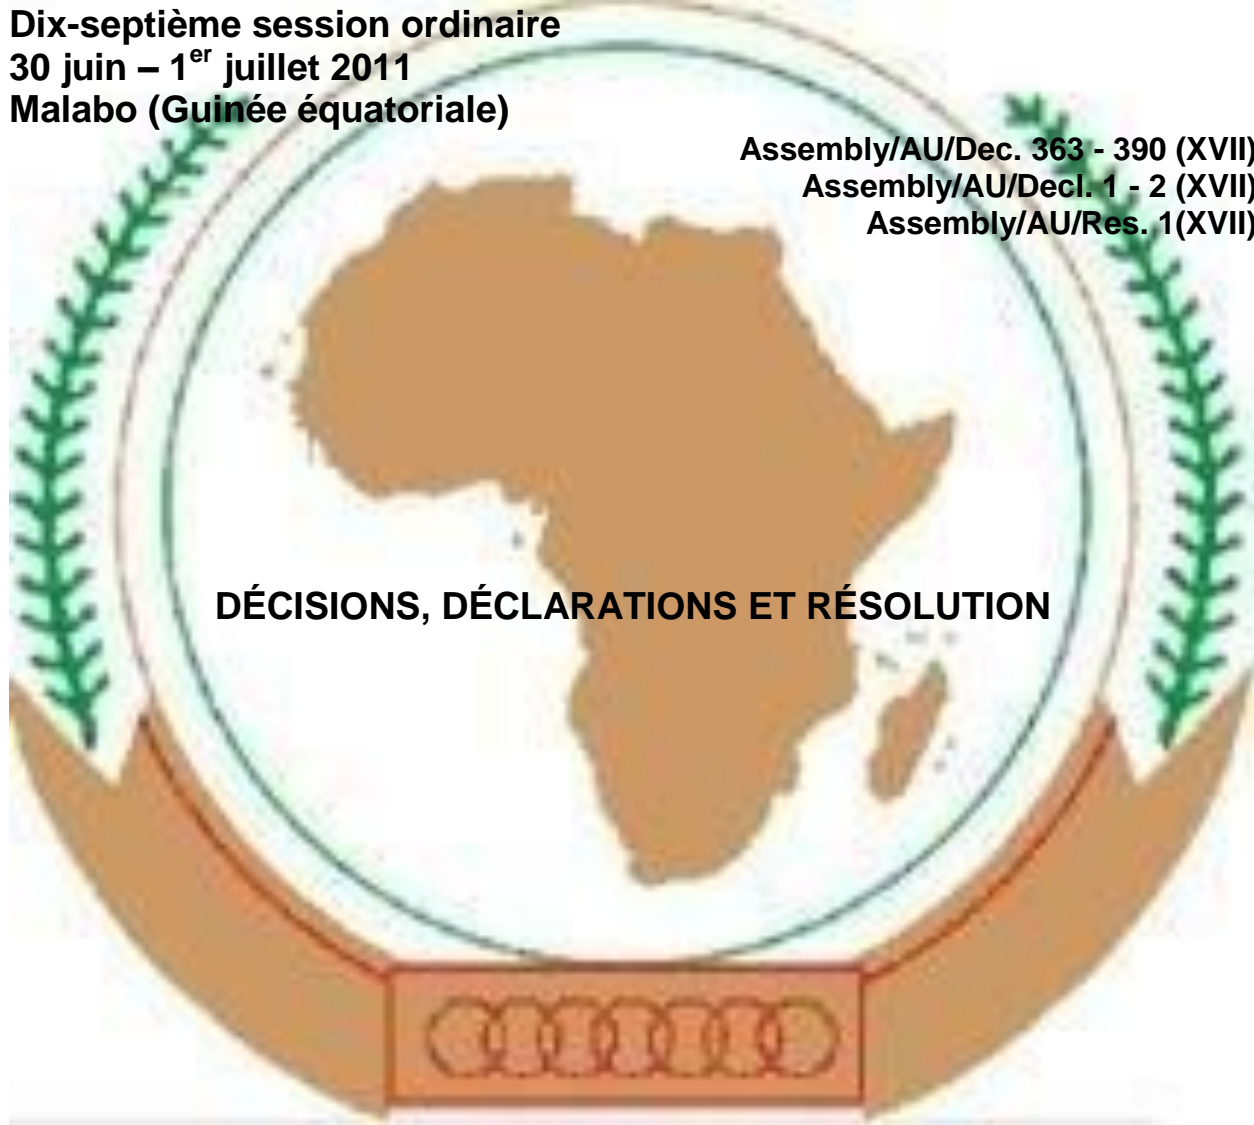 Dix-septième session ordinaire
30 juin – 1er juillet 2011
Malabo (Guinée équatoriale)
Assembly/AU/Dec. 363 - 390 (XVII)
Assembly/AU/Decl. 1 - 2 (XVII)
Assembly/AU/Res. 1(XVII)
DÉCISIONS, DÉCLARATIONS ET RÉSOLUTION